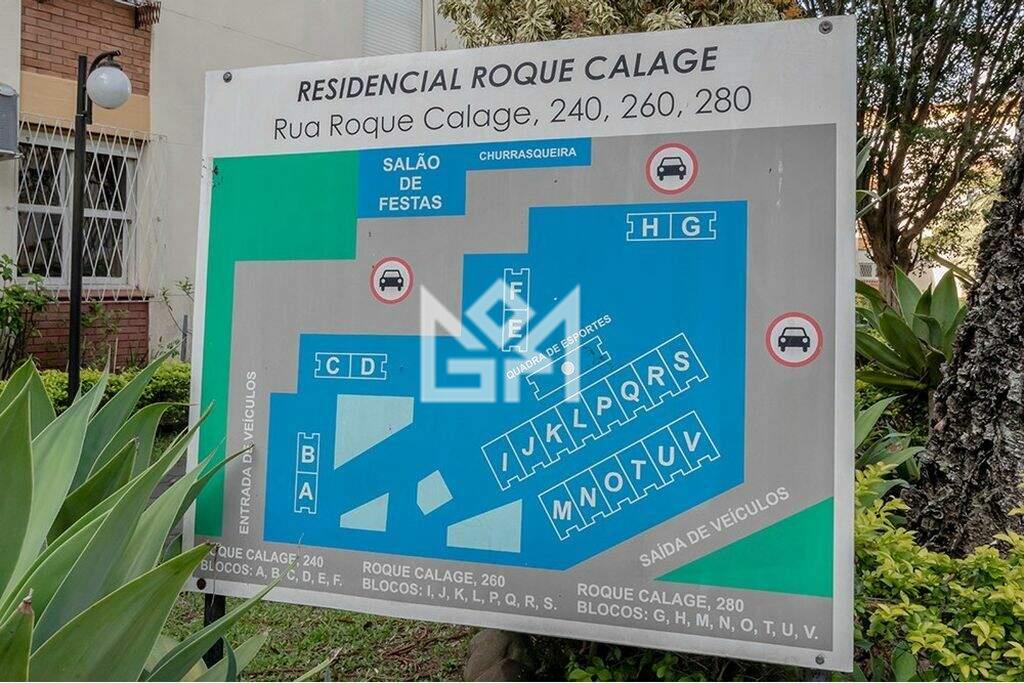 RESIDENCIAL ROQUE CALAGE
Rua Roque Calage, 240, 260, 280
SALÃO
DE
FESTAS
CHURRASQUEIRA
H G
F
E
QUADRA DE ESPORTES
C D
I J K L P Q R S
B
A
M N O T U V
ENTRADA DE VEÍCULOS
SAÍDA DE VEÍCULOS
ROQUE CALAGE, 240
BLOCOS: A, B, C, D, E, F.
ROQUE CALAGE, 260
BLOCOS: I, J, K, L, P, Q, R, S.
ROQUE CALAGE, 280
BLOCOS: G, H, M, N, O, T, U, V.